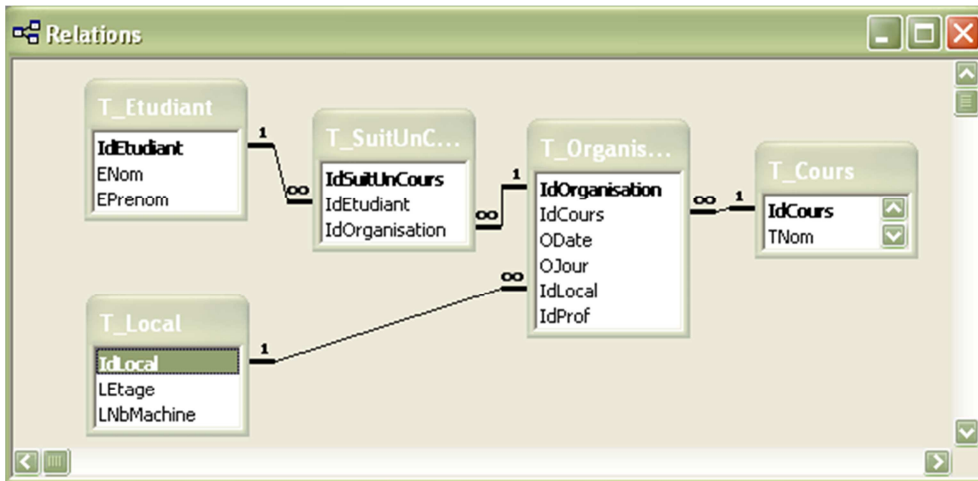 Relations
T_Etudiant
IdEtudiant
ENom
EPrenom
1
∞
T_SuitUnC...
IdSuitUnCours
IdEtudiant
IdOrganisation
1
∞
T_Organis...
IdOrganisation
IdCours
ODate
OJour
IdLocal
IdProf
∞
1
T_Cours
IdCours
TNom
T_Local
IdLocal
LEtage
LNbMachine
1
∞